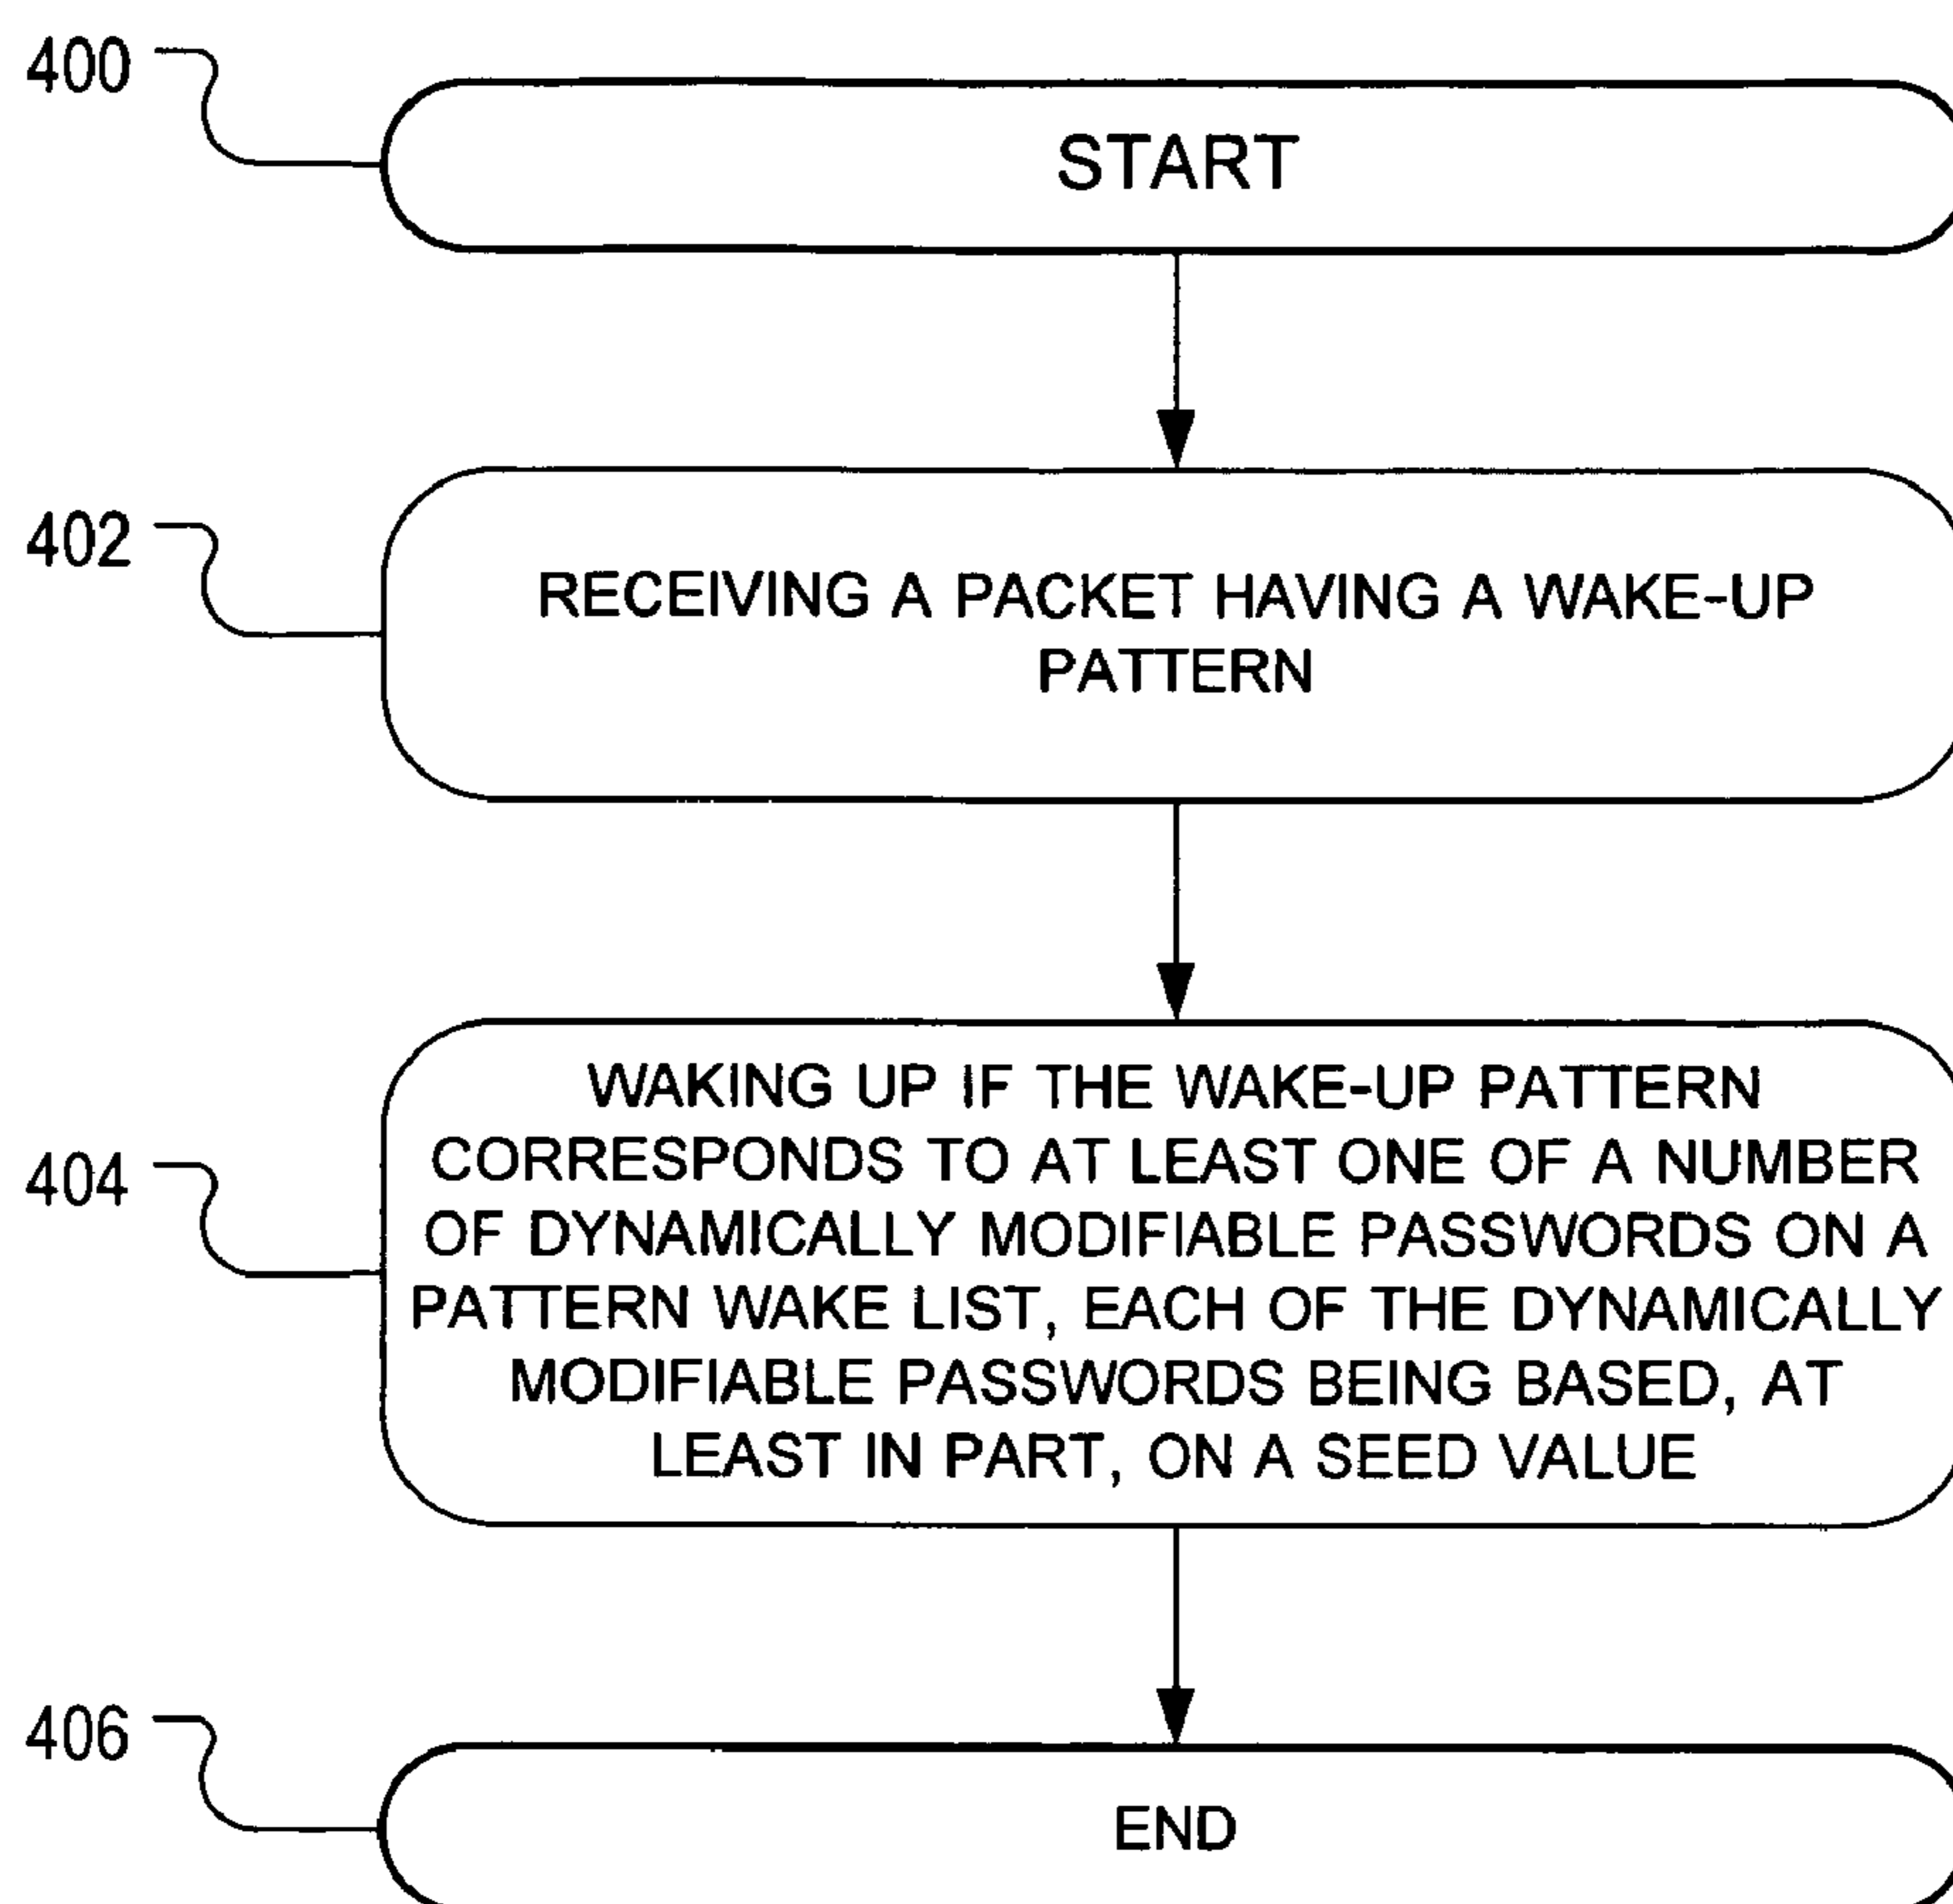 400
START
402
RECEIVING A PACKET HAVING A WAKE-UP
PATTERN
WAKING UP IF THE WAKE-UP PATTERN
CORRESPONDS TO AT LEAST ONE OF A NUMBER
404
OF DYNAMICALLY MODIFIABLE PASSWORDS ON A
PATTERN WAKE LIST, EACH OF THE DYNAMICALLY
MODIFIABLE PASSWORDS BEING BASED, AT
LEAST IN PART, ON A SEED VALUE
406
END